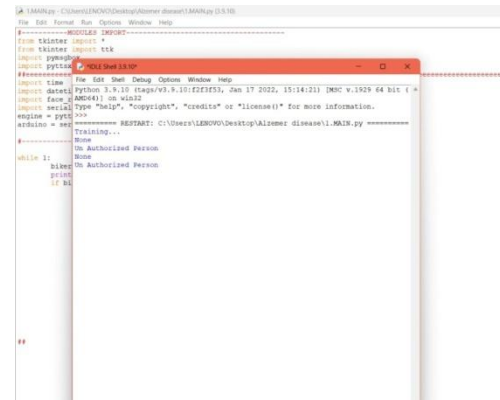 1.MAIN.py - C:\Users\LENOVO\Desktop\Alzemer disease\1.MAIN.py (3.9.10)
File Edit Format Run Options Window Help
#-----------MODULES IMPORT---------------------------------------
from tkinter import *
from tkinter import ttk
import pymsgbox
import pyttsx
import time
import dateti
import face_r
import serial
engine = pytt
arduino = ser
while 1:
biker
print
if bi
##
*IDLE Shell 3.9.10*
File Edit Shell Debug Options Window Help
Python 3.9.10 (tags/v3.9.10:f2f3f53, Jan 17 2022, 15:14:21) [MSC v.1929 64 bit (
AMD64)] on win32
Type "help", "copyright", "credits" or "license()" for more information.
>>>
========== RESTART: C:\Users\LENOVO\Desktop\Alzemer disease\1.MAIN.py ==========
Training...
None
Un Authorized Person
None
Un Authorized Person